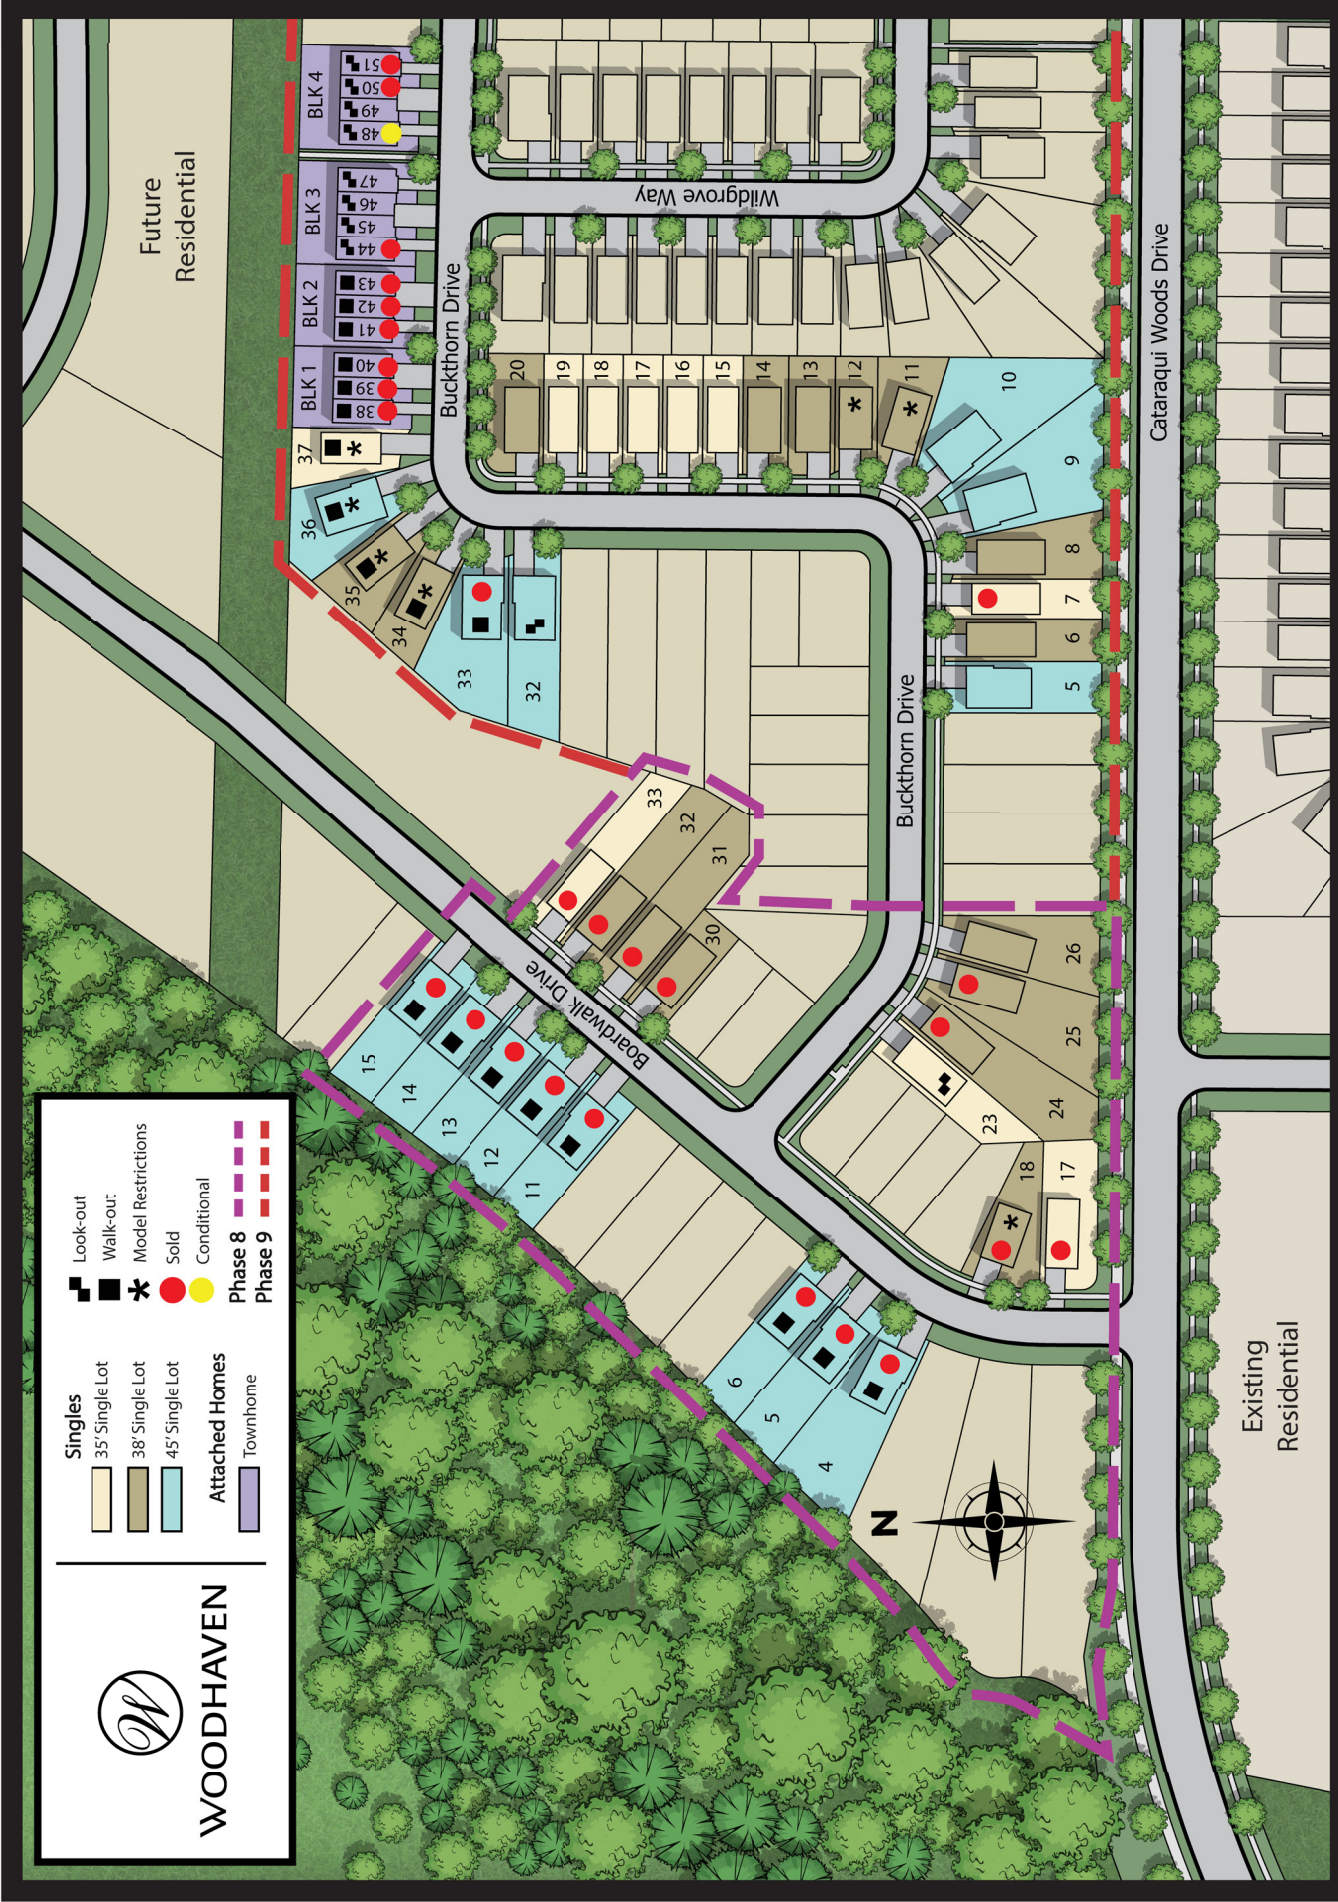 WOODHAVEN
Singles
35' Single Lot
38' Single Lot
45' Single Lot
Attached Homes
Townhome
Look-out
Walk-out
Model Restrictions
Sold
Conditional
Phase 8
Phase 9
Future
Residential
BLK 1
BLK 2
BLK 3
BLK 4
38
39
40
41
42
43
44
45
46
47
48
49
50
51
37
36
35
34
33
32
Buckthorn Drive
Wildgrove Way
20
19
18
17
16
15
14
13
12
11
10
9
8
7
6
5
Buckthorn Drive
Cataraqui Woods Drive
33
32
31
30
Boardwalk Drive
15
14
13
12
11
6
5
4
26
25
24
23
18
17
N
Existing
Residential